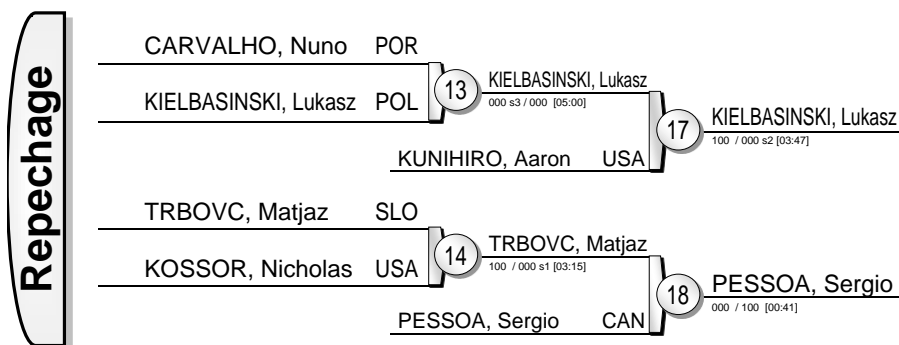 Repechage
CARVALHO, Nuno POR
KIELBASINSKI, Lukasz POL
13
KIELBASINSKI, Lukasz
000 s3 / 000 [05:00]
KUNIHIRO, Aaron USA
17
KIELBASINSKI, Lukasz
100 / 000 s2 [03:47]
TRBOVC, Matjaz SLO
KOSSOR, Nicholas USA
14
TRBOVC, Matjaz
100 / 000 s1 [03:15]
PESSOA, Sergio CAN
18
PESSOA, Sergio
000 / 100 [00:41]